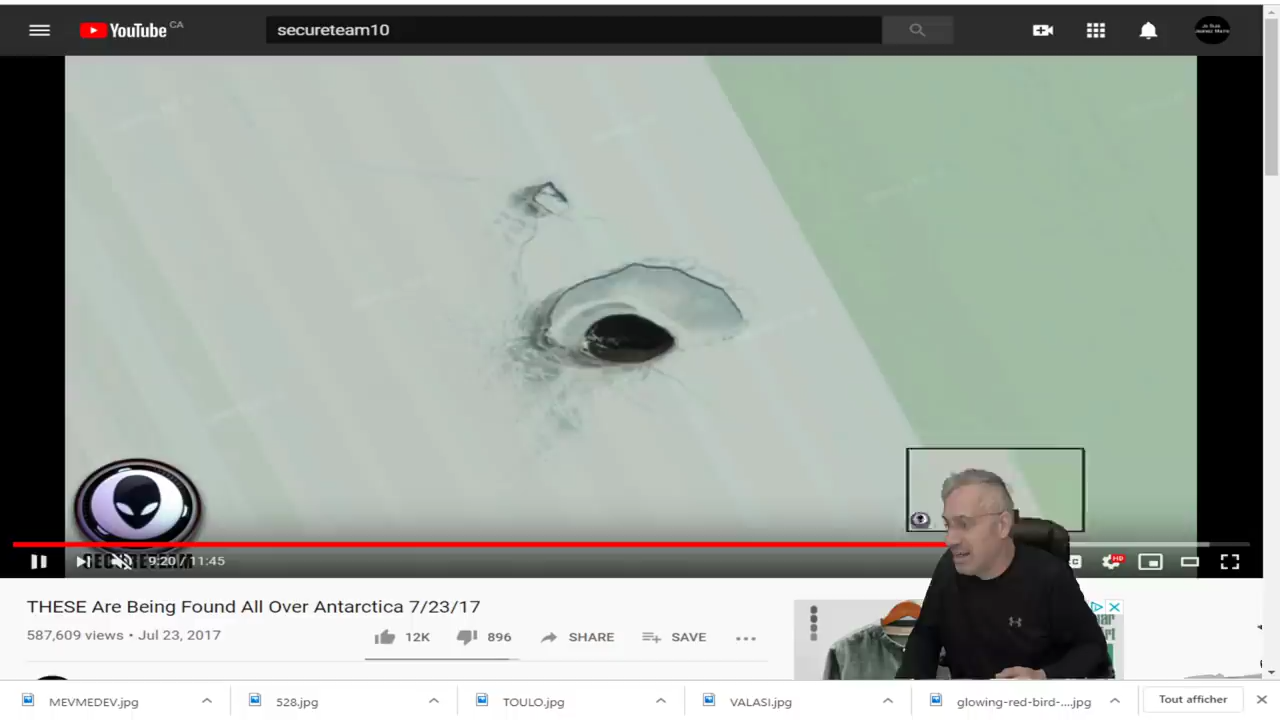 YouTube CA
secureteam10
SECURETEAM
9:20 / 11:45
HD
THESE Are Being Found All Over Antarctica 7/23/17
587,609 views • Jul 23, 2017
12K
896
SHARE
SAVE
MEVMEDEV.jpg
528.jpg
TOULO.jpg
VALASI.jpg
glowing-red-bird-....jpg
Tout afficher